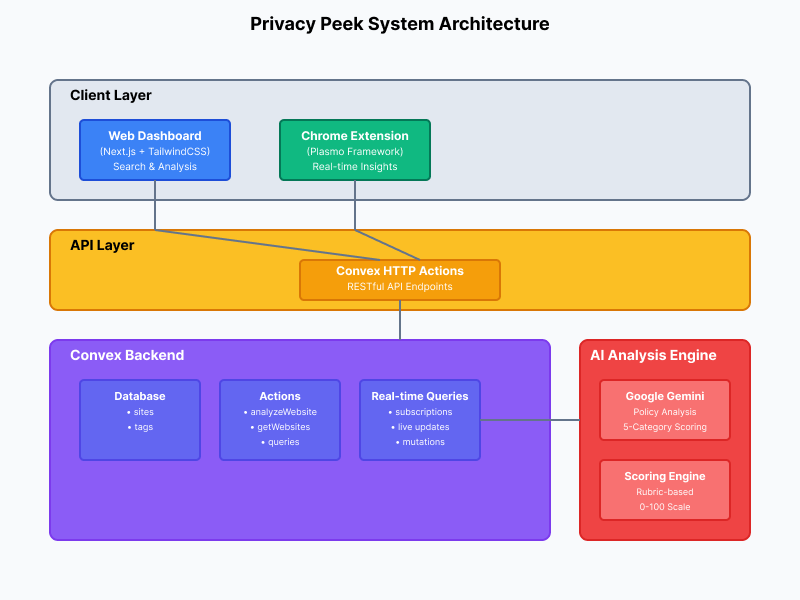 Privacy Peek System Architecture
Client Layer
Web Dashboard
(Next.js + TailwindCSS)
Search & Analysis
Chrome Extension
(Plasmo Framework)
Real-time Insights
API Layer
Convex HTTP Actions
RESTful API Endpoints
Convex Backend
Database
• sites
• tags
Actions
• analyzeWebsite
• getWebsites
• queries
Real-time Queries
• subscriptions
• live updates
• mutations
AI Analysis Engine
Google Gemini
Policy Analysis
5-Category Scoring
Scoring Engine
Rubric-based
0-100 Scale